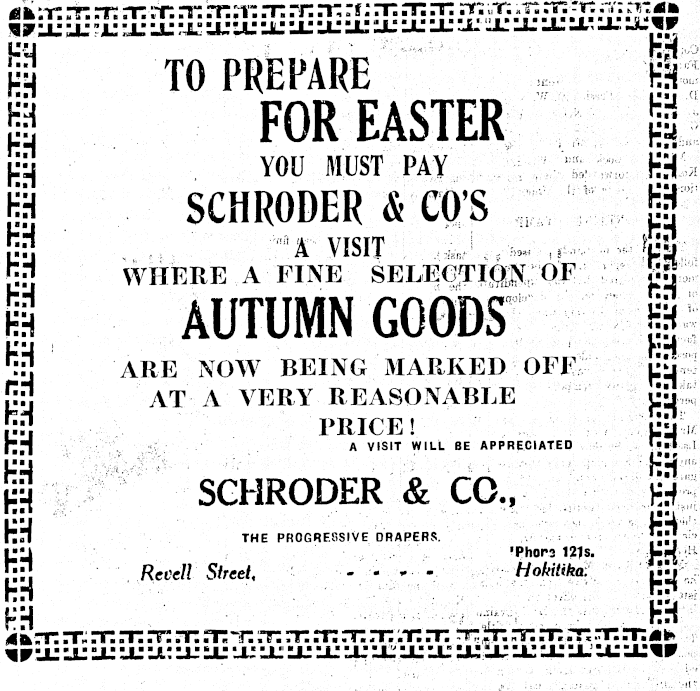 TO PREPARE
FOR EASTER
YOU MUST PAY
SCHRODER & CO'S
A VISIT
WHERE A FINE SELECTION OF
AUTUMN GOODS
ARE NOW BEING MARKED OFF
AT A VERY REASONABLE
PRICE!
A VISIT WILL BE APPRECIATED
SCHRODER & CO.,
THE PROGRESSIVE DRAPERS.
'Phone 121s.
Revell Street, - - - - Hokitika.